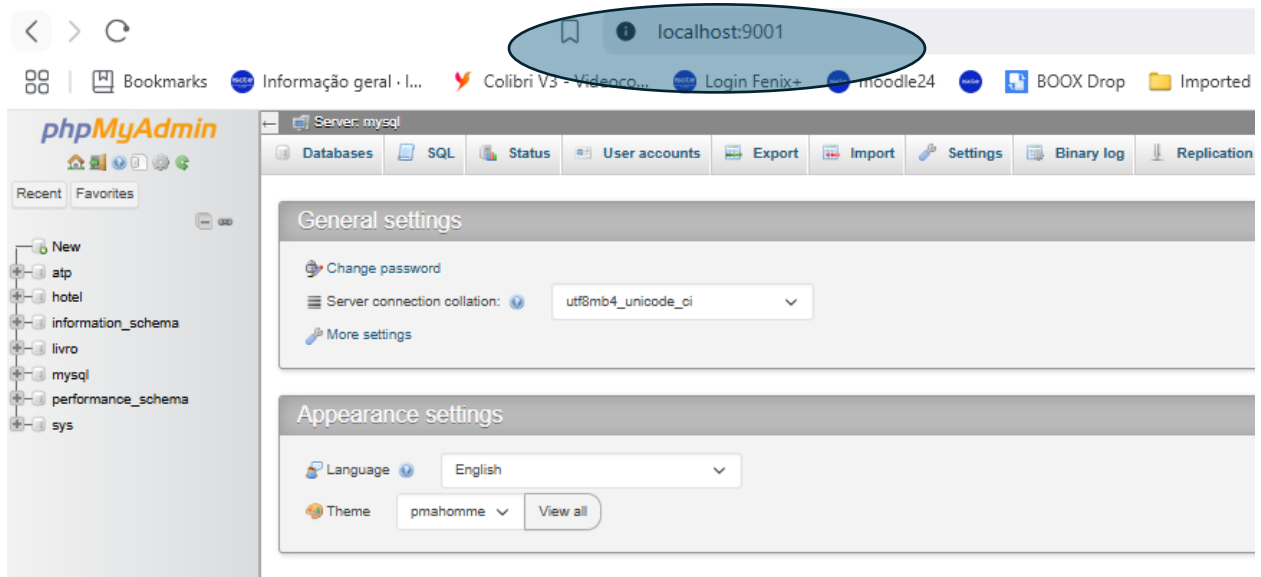 localhost:9001
Bookmarks Informação geral · I... Colibri V3 - Videoco... Login Fenix+ moodle24 BOOX Drop Imported
phpMyAdmin
Recent Favorites
New
atp
hotel
information_schema
livro
mysql
performance_schema
sys
Server: mysql
Databases SQL Status User accounts Export Import Settings Binary log Replication
General settings
Change password
Server connection collation: utf8mb4_unicode_ci
More settings
Appearance settings
Language English
Theme pmahomme View all